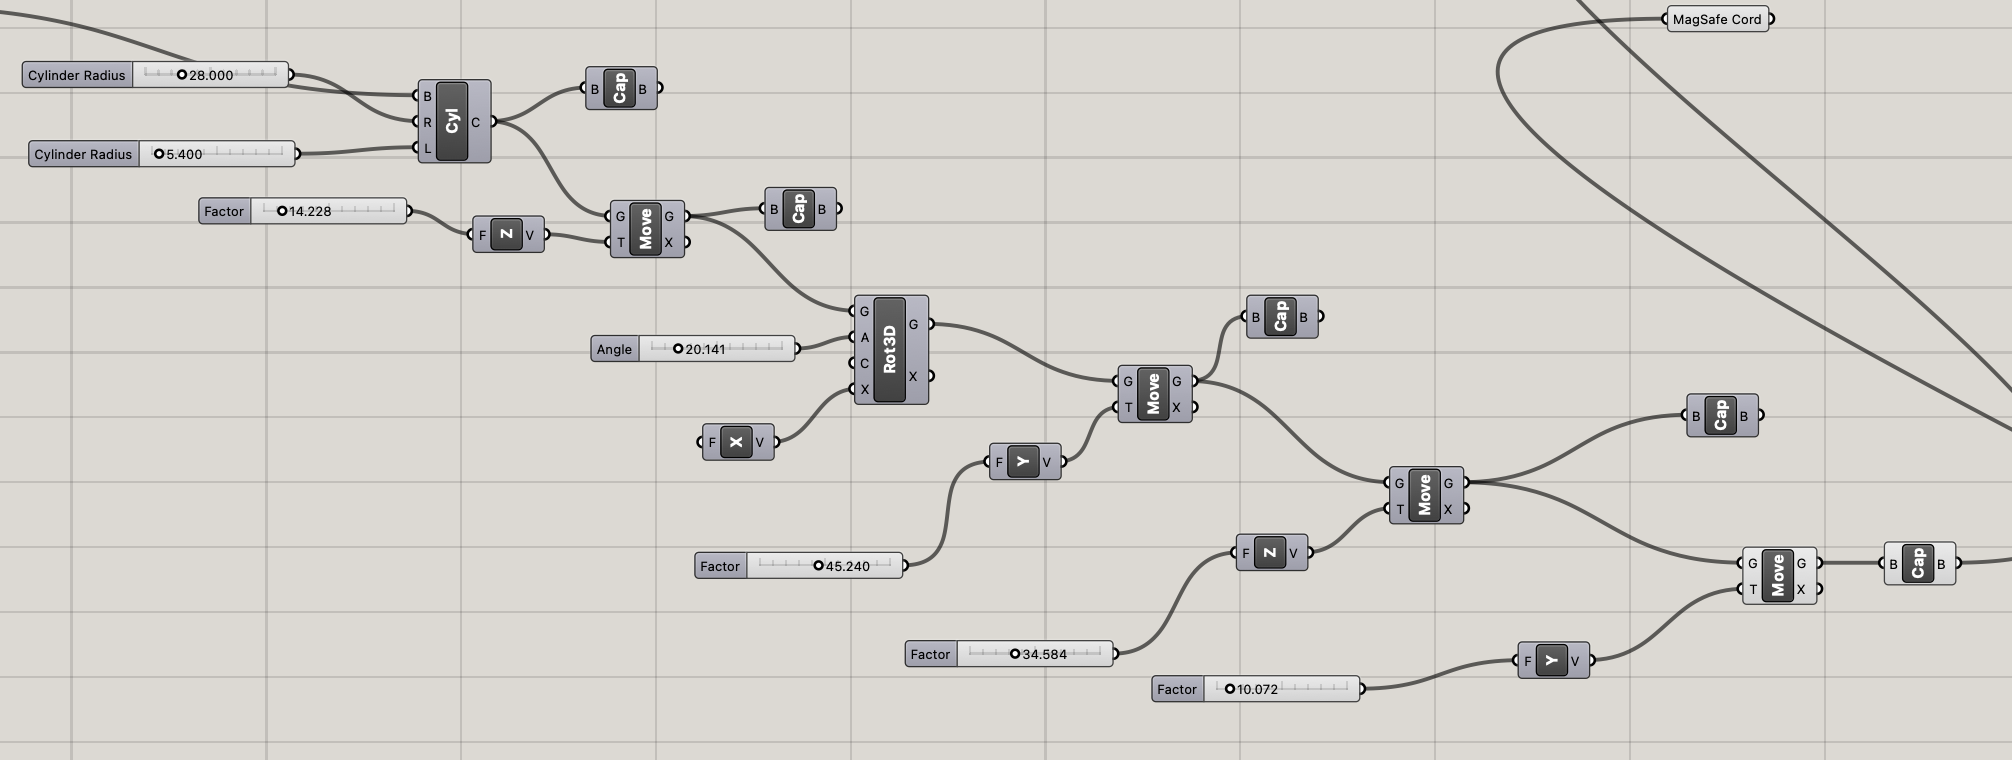 MagSafe Cord
Cylinder Radius 28.000
B R L Cyl C
B Cap B
Cylinder Radius 5.400
Factor 14.228
F Z V
G T Move G X
B Cap B
G A C X Rot3D G X
Angle 20.141
F X V
B Cap B
G T Move G X
F Y V
Factor 45.240
B Cap B
G T Move G X
F Z V
Factor 34.584
G T Move G X
B Cap B
F Y V
Factor 10.072